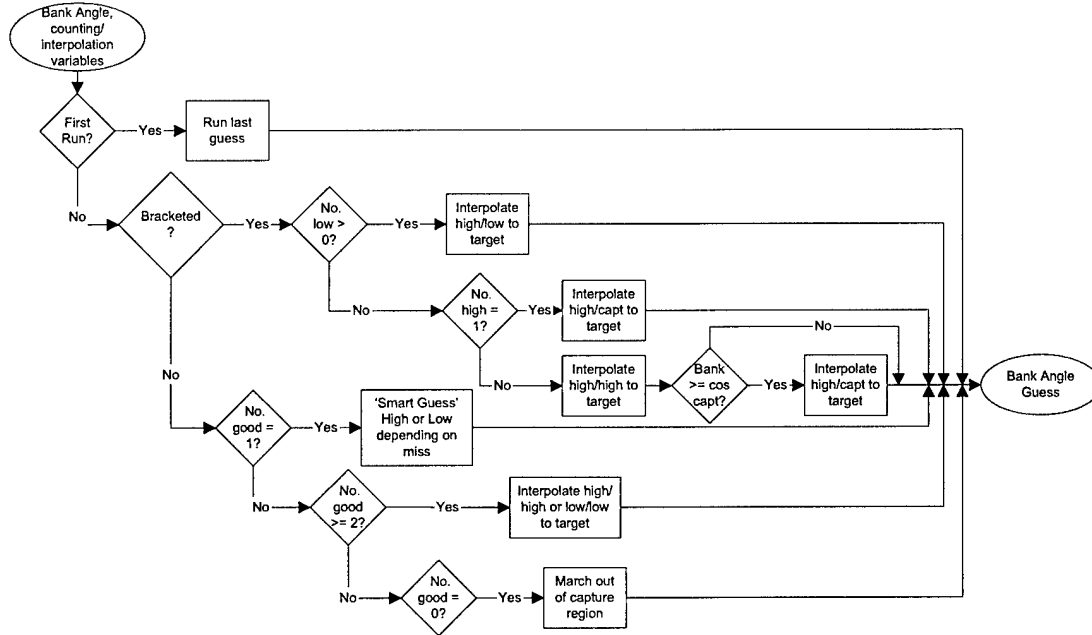 Bank Angle,
counting/
interpolation
variables
First
Run?
Yes
Run last
guess
No
Bracketed
?
Yes
No.
low >
0?
Yes
Interpolate
high/low to
target
No
No.
high =
1?
Yes
Interpolate
high/capt to
target
No
No
Interpolate
high/high to
target
Bank
>= cos
capt?
Yes
Interpolate
high/capt to
target
Bank Angle
Guess
No
No.
good =
1?
Yes
'Smart Guess'
High or Low
depending on
miss
No
No.
good
>= 2?
Yes
Interpolate high/
high or low/low
to target
No
No.
good =
0?
Yes
March out
of capture
region